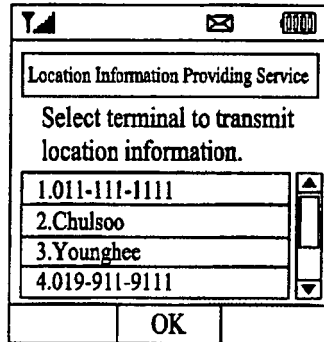 Location Information Providing Service
Select terminal to transmit
location information.
1.011-111-1111
2.Chulsoo
3.Younghee
4.019-911-9111
OK